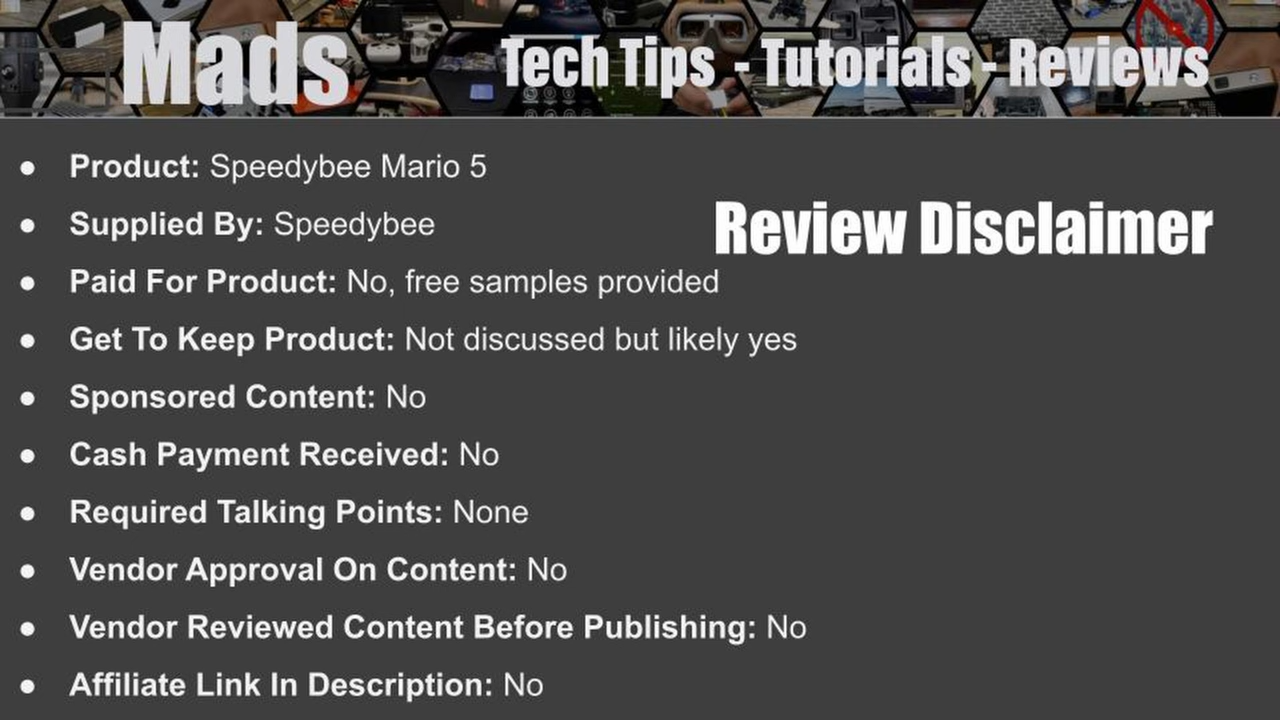 Mads
Tech Tips - Tutorials - Reviews
Review Disclaimer
● Product: Speedybee Mario 5
● Supplied By: Speedybee
● Paid For Product: No, free samples provided
● Get To Keep Product: Not discussed but likely yes
● Sponsored Content: No
● Cash Payment Received: No
● Required Talking Points: None
● Vendor Approval On Content: No
● Vendor Reviewed Content Before Publishing: No
● Affiliate Link In Description: No